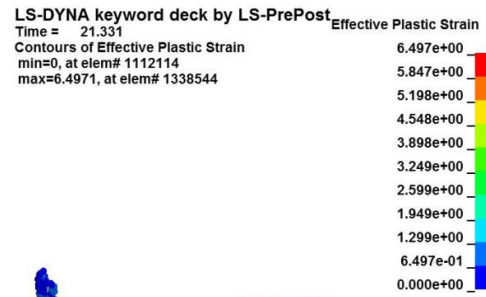 LS-DYNA keyword deck by LS-PrePost
Time = 21.331
Contours of Effective Plastic Strain
min=0, at elem# 1112114
max=6.4971, at elem# 1338544
Effective Plastic Strain
6.497e+00
5.847e+00
5.198e+00
4.548e+00
3.898e+00
3.249e+00
2.599e+00
1.949e+00
1.299e+00
6.497e-01
0.000e+00